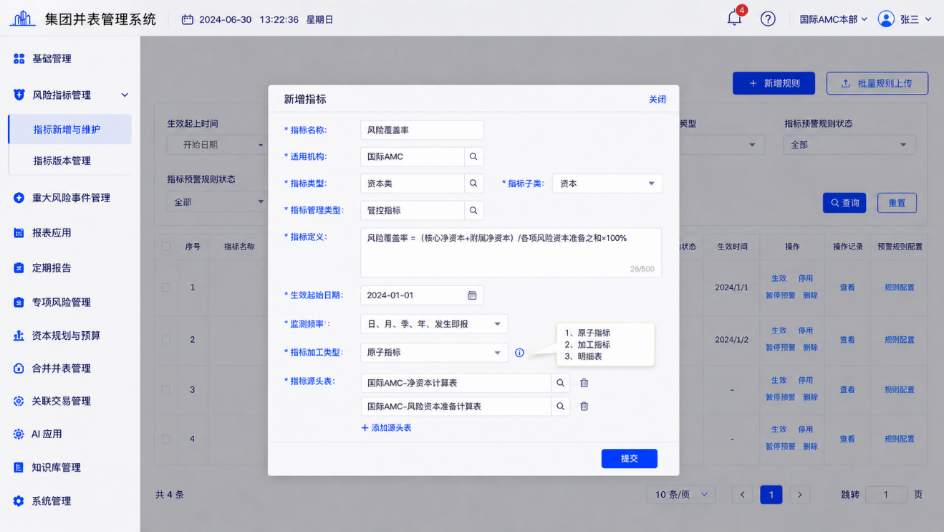 集团并表管理系统 2024-06-30 13:22:36 星期日 4 国际AMC本部 张三
基础管理
风险指标管理
指标新增与维护
指标版本管理
重大风险事件管理
报表应用
定期报告
专项风险管理
资本规划与预算
合并并表管理
关联交易管理
AI 应用
知识库管理
系统管理
+ 新增规则 批量规则上传
生效起上时间 模型 指标预警规则状态
开始日期 - 全部
指标预警规则状态
全部 查询 重置
序号 指标名称 状态 生效时间 操作 操作记录 预警规则配置
1 2024/1/1 生效 停用 查看 规则配置
暂停预警 删除
2 2024/1/2 生效 停用 查看 规则配置
暂停预警 删除
3 - 生效 停用 查看 规则配置
暂停预警 删除
4 - 生效 停用 查看 规则配置
暂停预警 删除
共 4 条 10 条/页 < 1 > 跳转 1 页
新增指标 关闭
* 指标名称: 风险覆盖率
* 适用机构: 国际AMC
* 指标类型: 资本类 * 指标子类: 资本
* 指标管理类型: 管控指标
* 指标定义: 风险覆盖率 =（核心净资本+附属净资本）/各项风险资本准备之和×100%
26/500
* 生效起始日期: 2024-01-01
* 监测频率: 日、月、季、年、发生即报
* 指标加工类型: 原子指标
1、原子指标
2、加工指标
3、明细表
* 指标源头表: 国际AMC-净资本计算表
国际AMC-风险资本准备计算表
+ 添加源头表
提交